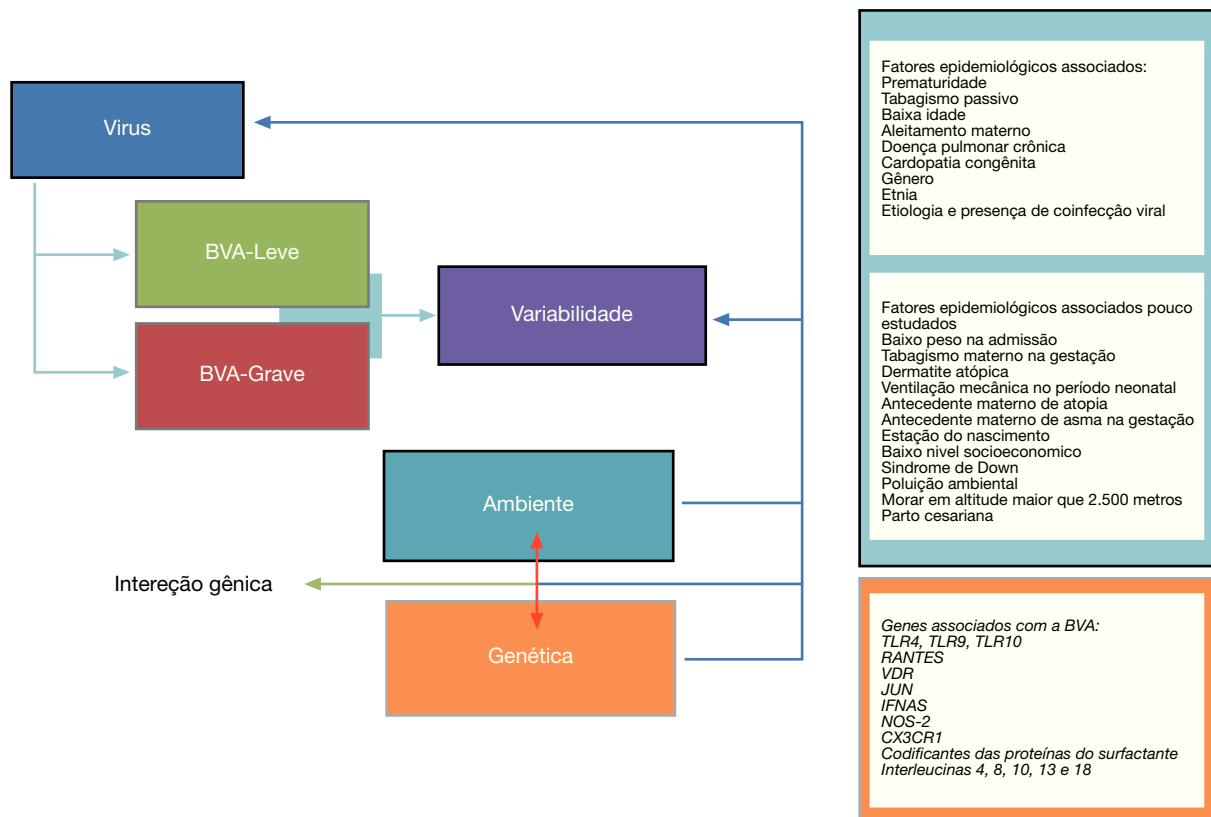 Virus
BVA-Leve
BVA-Grave
Variabilidade
Ambiente
Intereção gênica
Genética
Fatores epidemiológicos associados:
Prematuridade
Tabagismo passivo
Baixa idade
Aleitamento materno
Doença pulmonar crônica
Cardopatia congênita
Gênero
Etnia
Etiologia e presença de coinfecçâo viral
Fatores epidemiológicos associados pouco
estudados
Baixo peso na admissão
Tabagismo materno na gestação
Dermatite atópica
Ventilação mecânica no período neonatal
Antecedente materno de atopia
Antecedente materno de asma na gestação
Estação do nascimento
Baixo nivel socioeconomico
Sindrome de Down
Poluição ambiental
Morar em altitude maior que 2.500 metros
Parto cesariana
Genes associados com a BVA:
TLR4, TLR9, TLR10
RANTES
VDR
JUN
IFNAS
NOS-2
CX3CR1
Codificantes das proteínas do surfactante
Interleucinas 4, 8, 10, 13 e 18